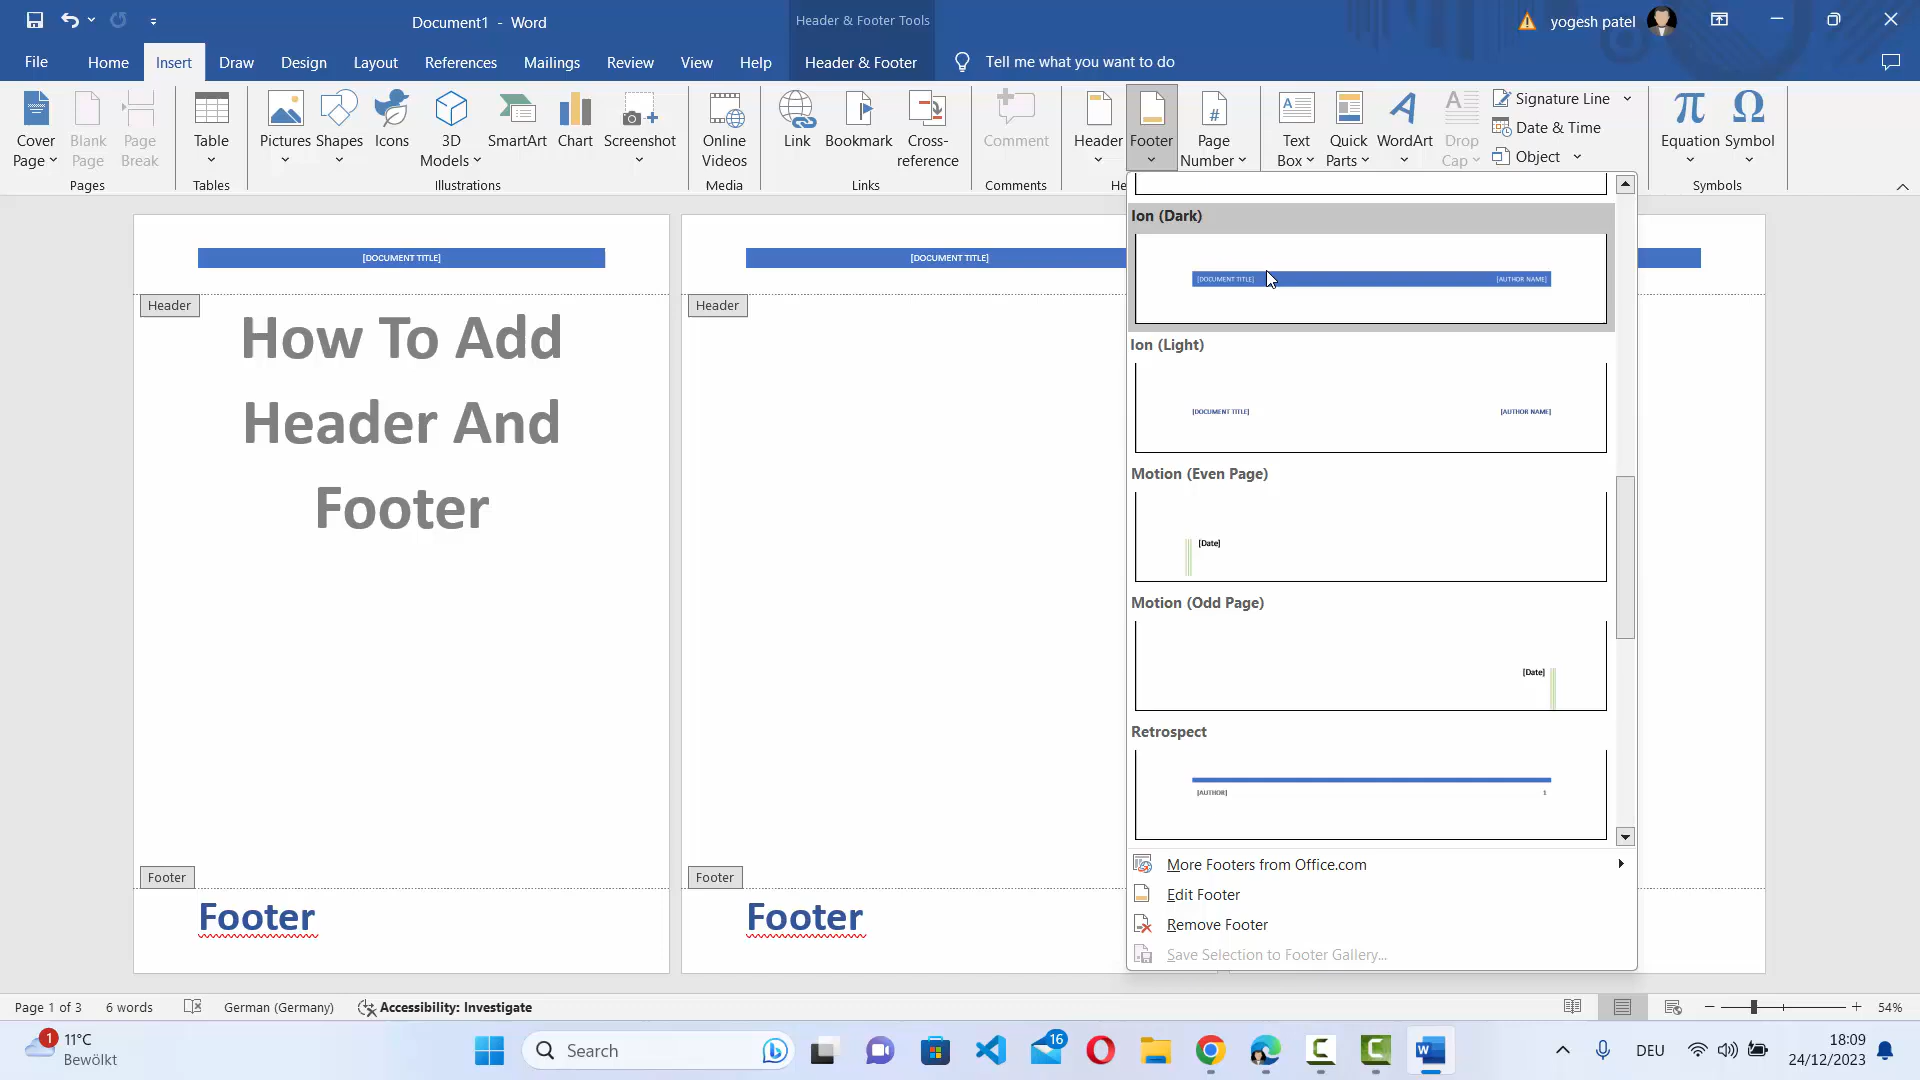 Document1 - Word
Header & Footer Tools
yogesh patel
File Home Insert Draw Design Layout References Mailings Review View Help Header & Footer Tell me what you want to do
Cover Page
Blank Page
Page Break
Pages
Table
Tables
Pictures
Shapes
Icons
3D Models
SmartArt
Chart
Screenshot
Illustrations
Online Videos
Media
Link
Bookmark
Cross-reference
Links
Comment
Comments
Header
Footer
Page Number
He
Text Box
Quick Parts
WordArt
Drop Cap
Signature Line
Date & Time
Object
Equation
Symbol
Symbols
[DOCUMENT TITLE]
Header
How To Add
Header And
Footer
Footer
Footer
[DOCUMENT TITLE]
Header
Footer
Footer
Ion (Dark)
[DOCUMENT TITLE] [AUTHOR NAME]
Ion (Light)
[DOCUMENT TITLE] [AUTHOR NAME]
Motion (Even Page)
[Date]
Motion (Odd Page)
[Date]
Retrospect
[AUTHOR] 1
More Footers from Office.com
Edit Footer
Remove Footer
Save Selection to Footer Gallery...
Page 1 of 3 6 words German (Germany) Accessibility: Investigate 54%
1
11°C
Bewölkt
Search
16
DEU
18:09
24/12/2023